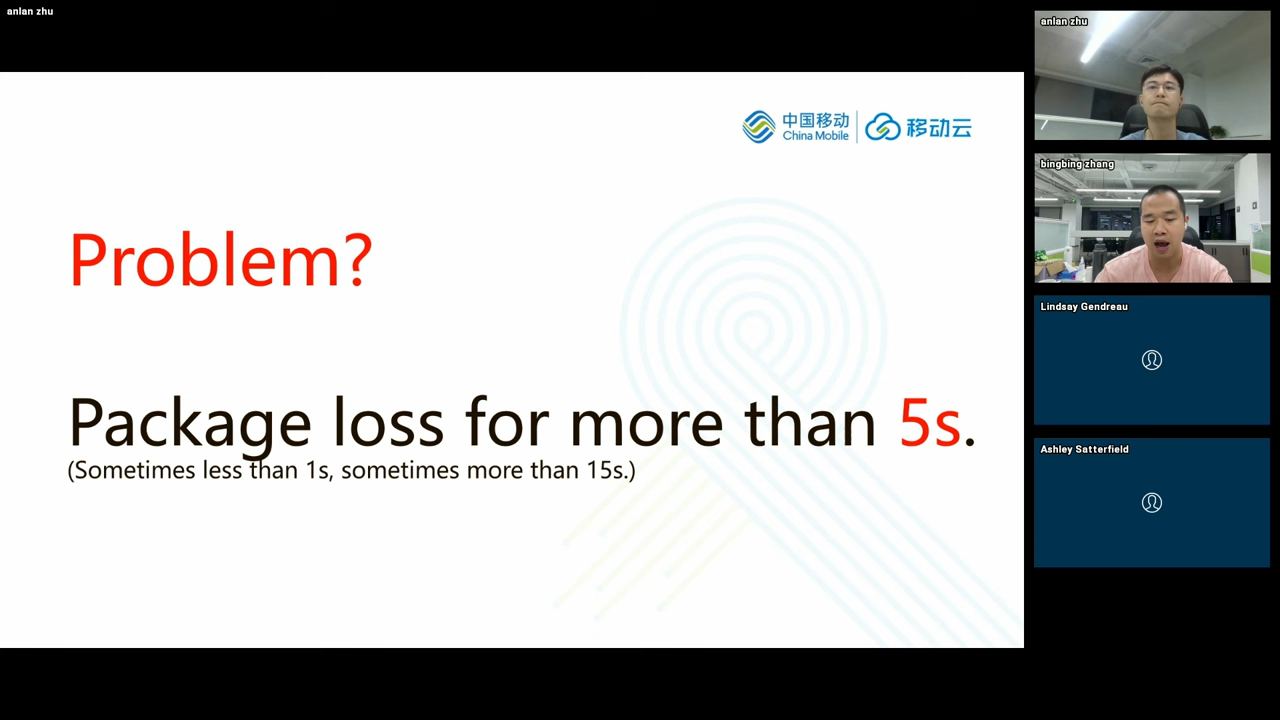 anlan zhu
中国移动
China Mobile
移动云
Problem?
Package loss for more than 5s.
(Sometimes less than 1s, sometimes more than 15s.)
anlan zhu
bingbing zhang
Lindsay Gendreau
Ashley Satterfield